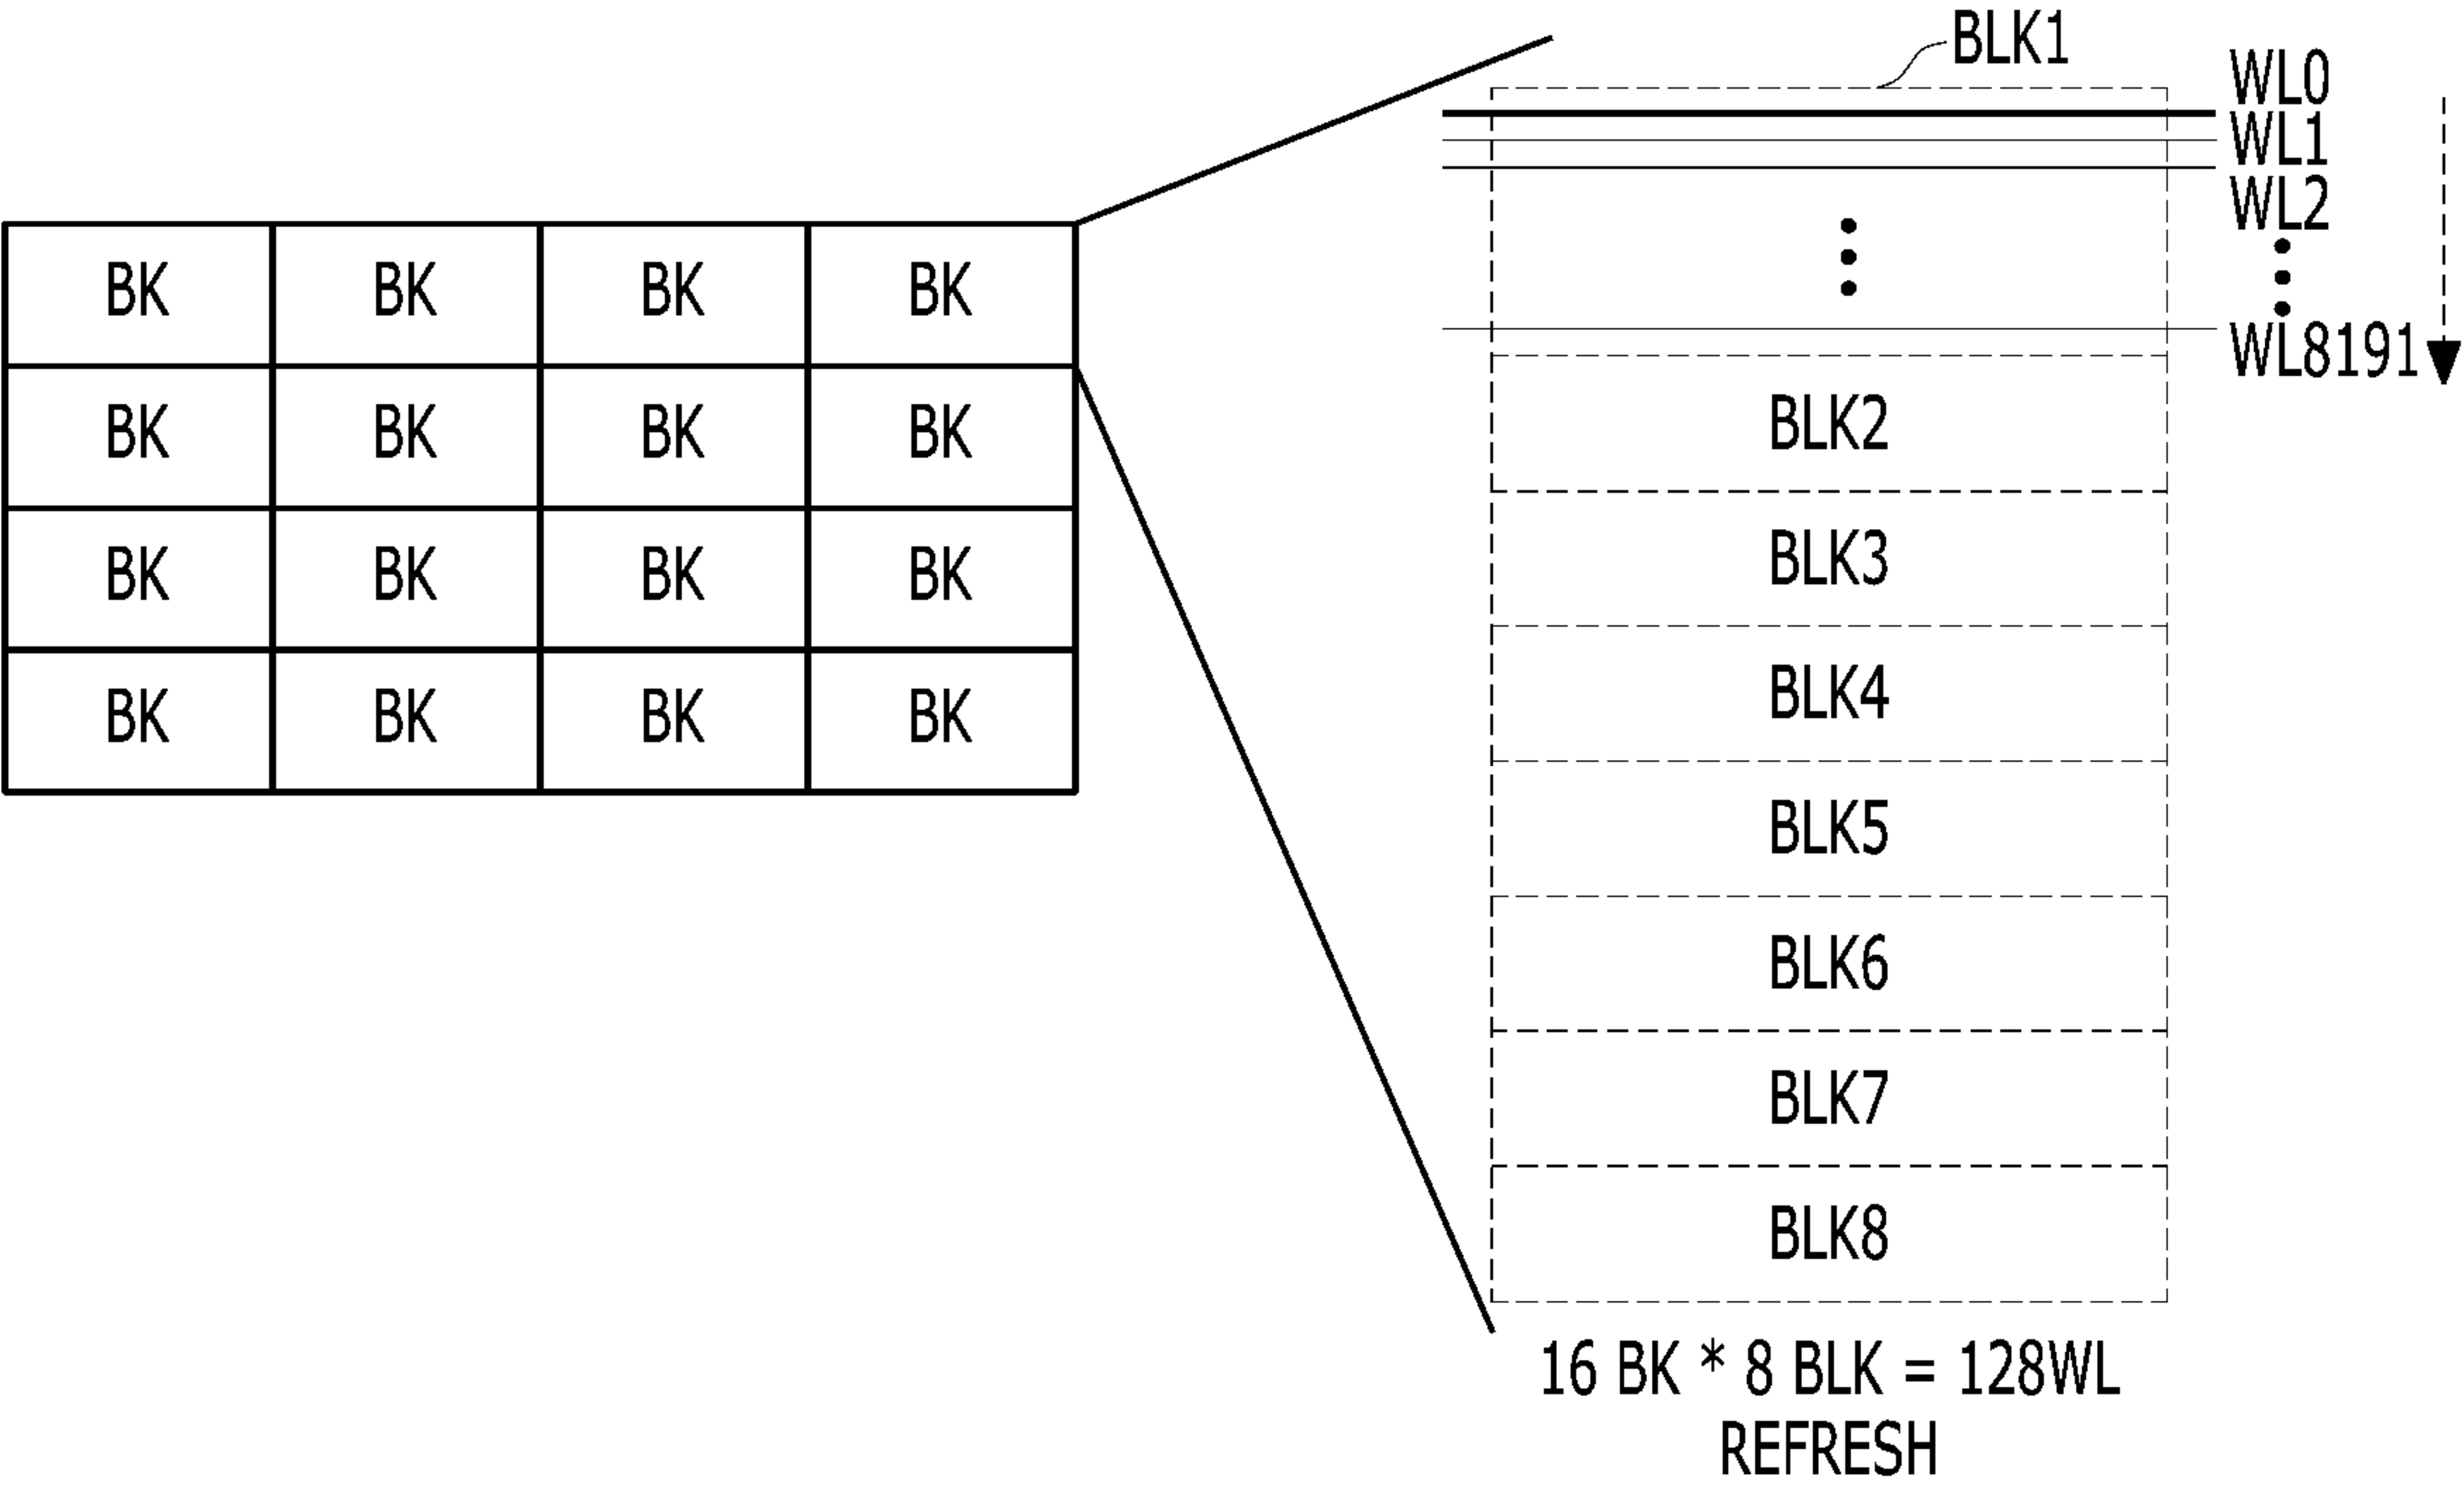 BLK1
WL0
WL1
WL2
WL8191
BK BK BK BK
BK BK BK BK
BK BK BK BK
BK BK BK BK
BLK2
BLK3
BLK4
BLK5
BLK6
BLK7
BLK8
16 BK * 8 BLK = 128WL
REFRESH